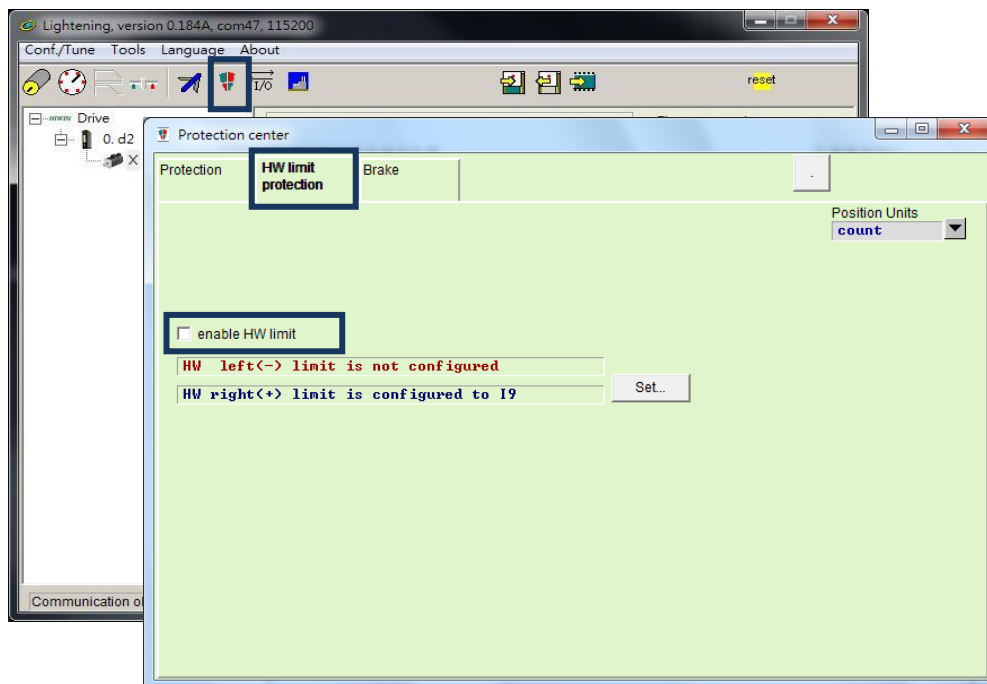 Lightening, version 0.184A, com47, 115200
Conf./Tune Tools Language About
I/O
reset
HIWIN Drive
0. d2
X
Protection center
Protection
HW limit
protection
Brake
.
Position Units
count
enable HW limit
HW left(-) limit is not configured
HW right(+) limit is configured to I9
Set...
Communication